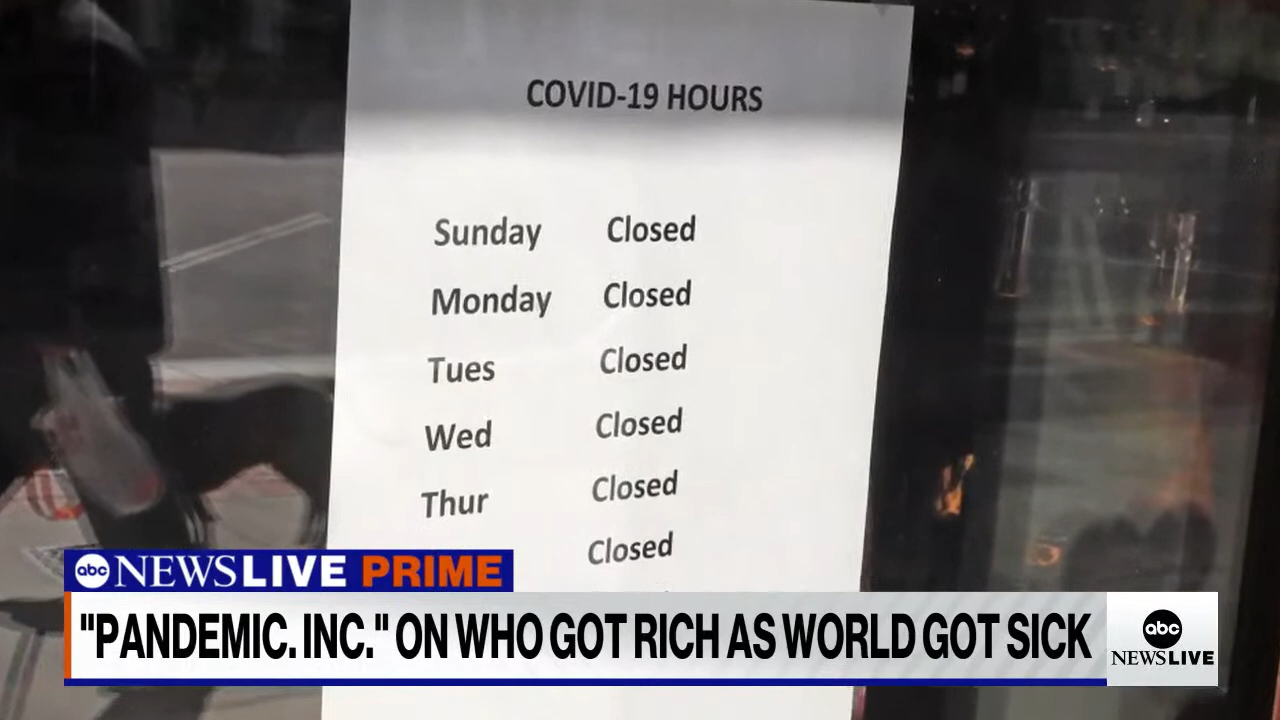 COVID-19 HOURS
Sunday Closed
Monday Closed
Tues Closed
Wed Closed
Thur Closed
Closed
abc NEWS LIVE PRIME
"PANDEMIC. INC." ON WHO GOT RICH AS WORLD GOT SICK
abc
NEWS LIVE